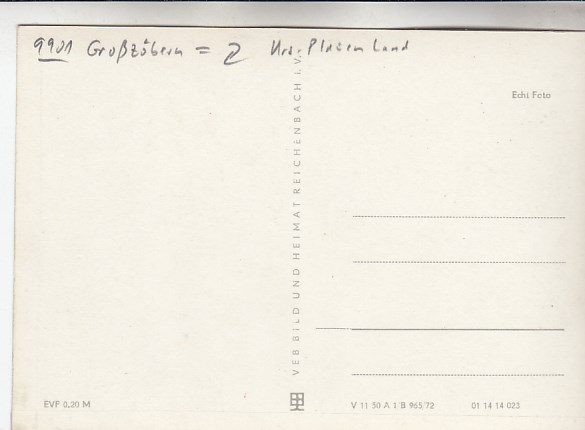 9901 Großzöbern = 2 Krs. Plauen Land
Echt Foto
VEB BILD UND HEIMAT REICHENBACH i. V.
EVP 0,20 M
V 11 50 A 1 B 965/72 01 14 14 023